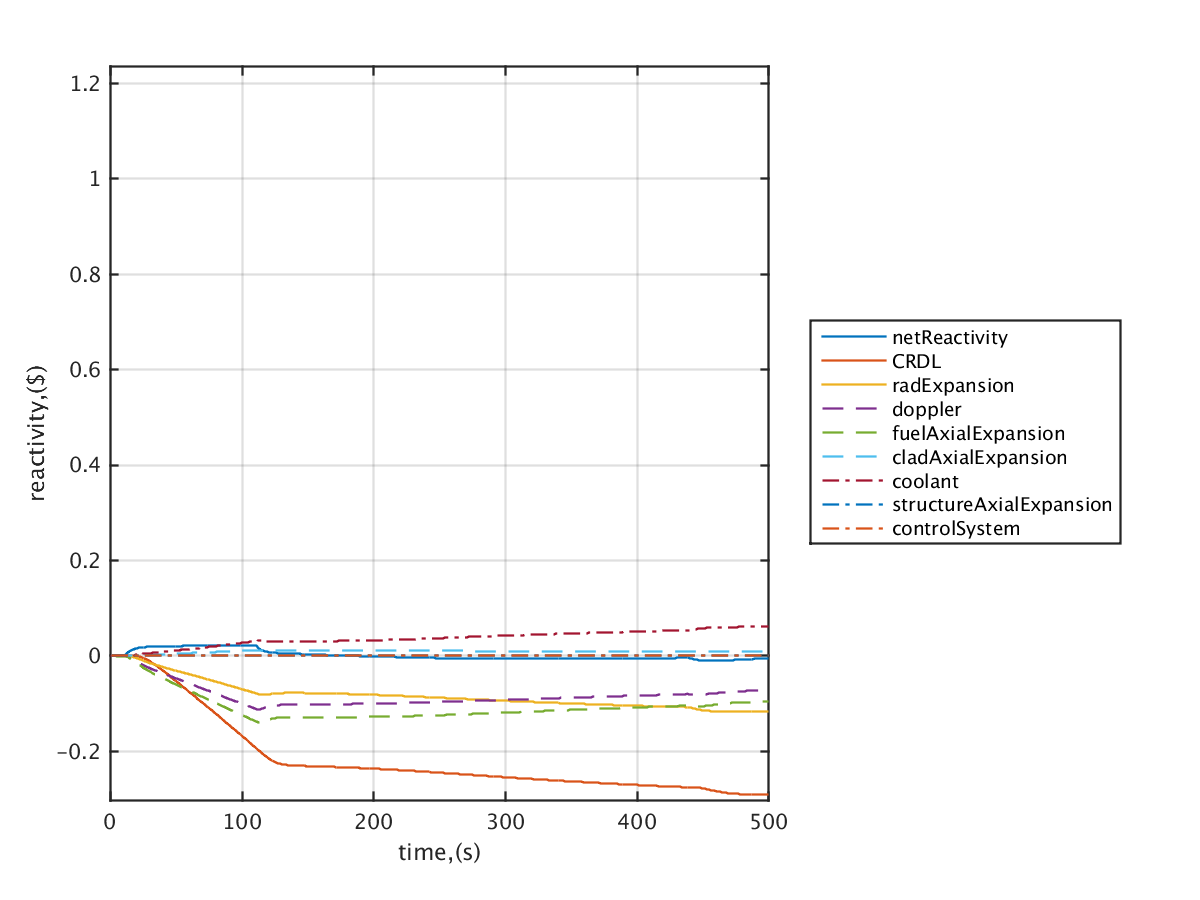 1.2
1
0.8
0.6
0.4
0.2
0
−0.2
reactivity,($)
0 100 200 300 400 500
time,(s)
netReactivity
CRDL
radExpansion
doppler
fuelAxialExpansion
cladAxialExpansion
coolant
structureAxialExpansion
controlSystem